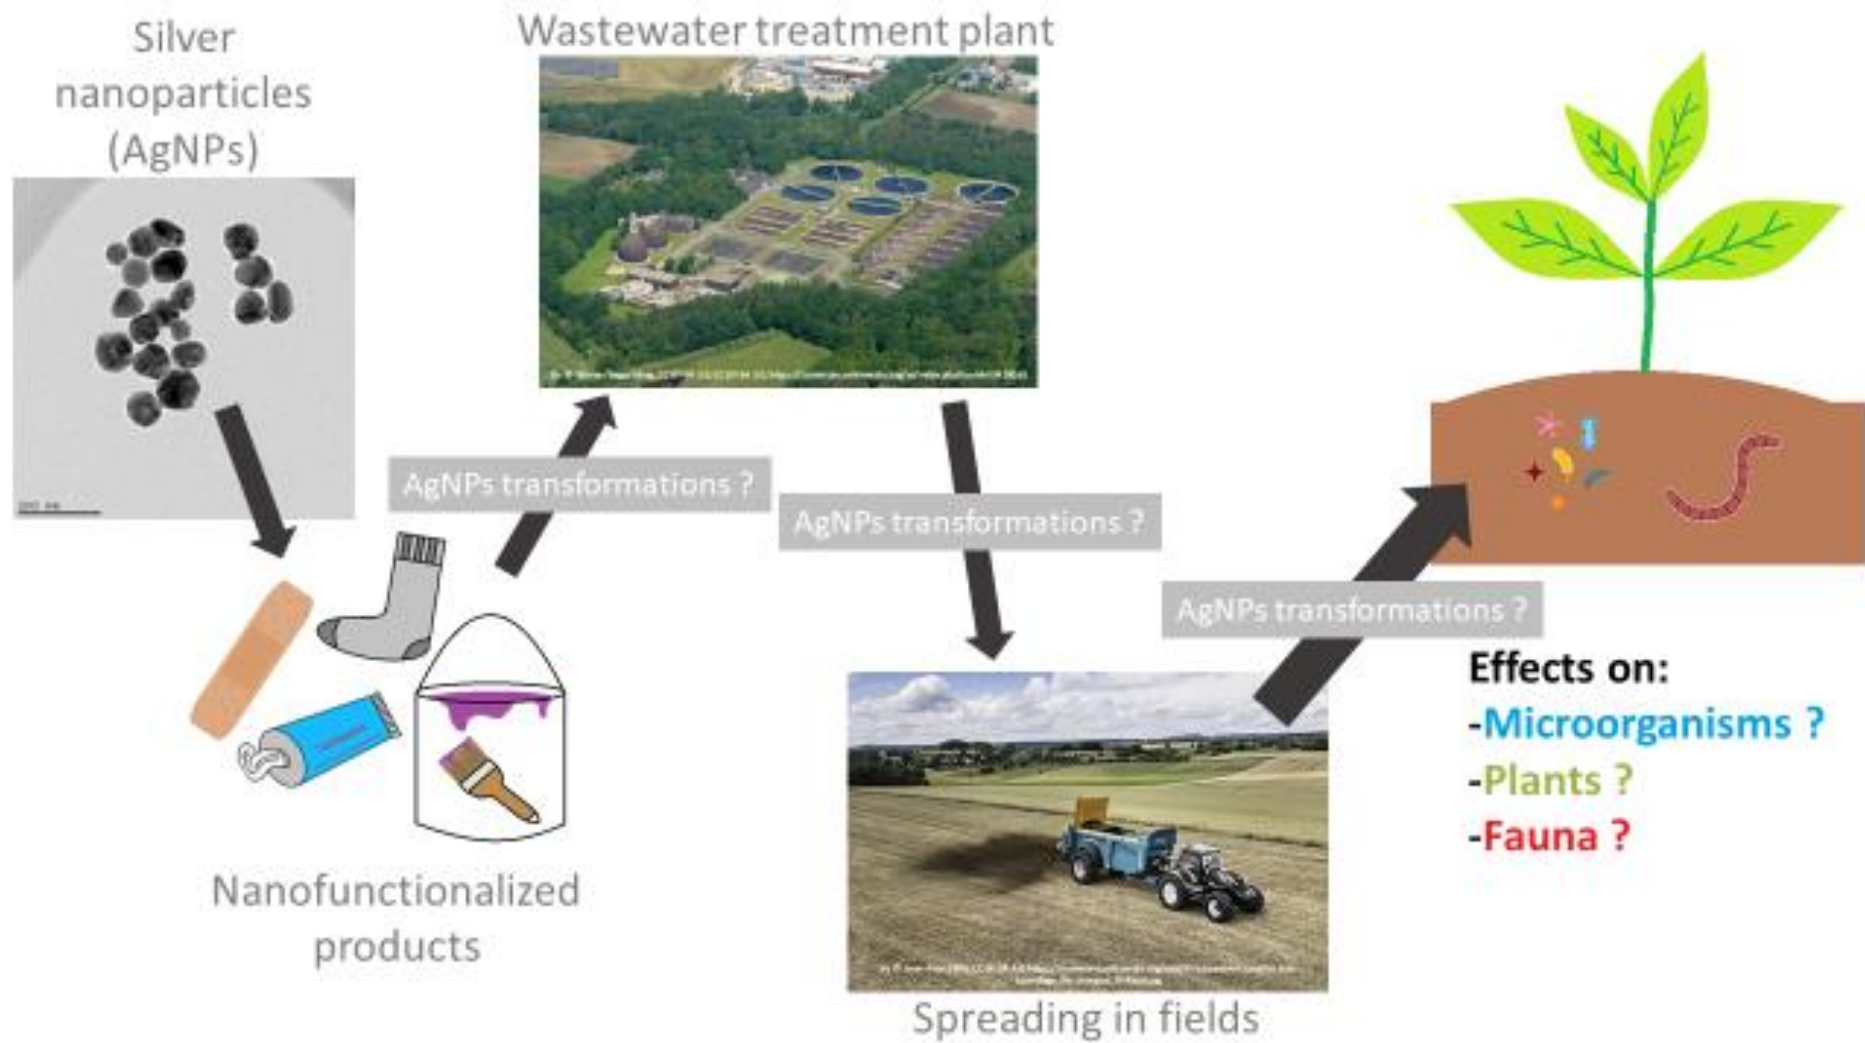 Silver
nanoparticles
(AgNPs)
Wastewater treatment plant
AgNPs transformations ?
AgNPs transformations ?
AgNPs transformations ?
Nanofunctionalized
products
Spreading in fields
Effects on:
-Microorganisms ?
-Plants ?
-Fauna ?